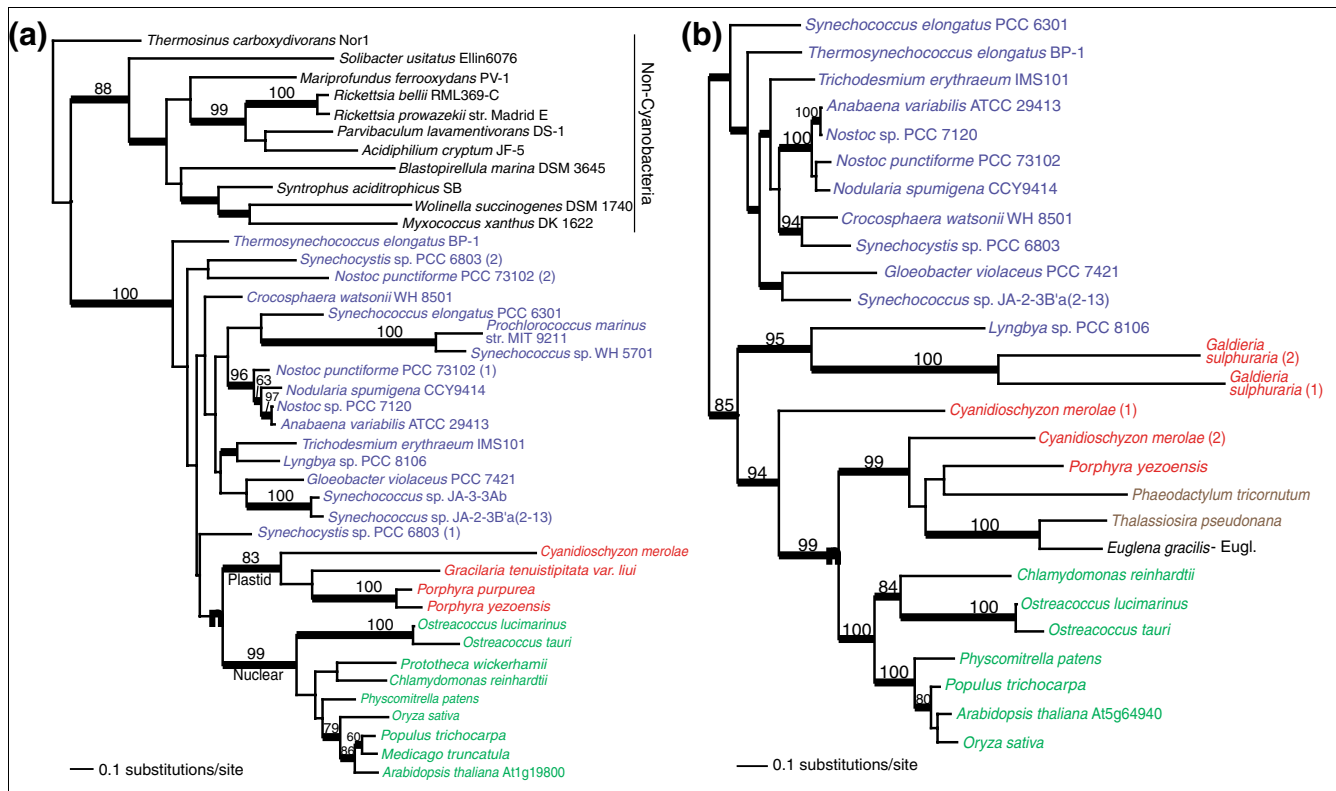 (a)
Thermosinus carboxydivorans Nor1
Solibacter usitatus Ellin6076
88
Mariprofundus ferrooxydans PV-1
100
Rickettsia bellii RML369-C
99
Rickettsia prowazekii str. Madrid E
Parvibaculum lavamentivorans DS-1
Acidiphilium cryptum JF-5
Blastopirellula marina DSM 3645
Syntrophus aciditrophicus SB
Wolinella succinogenes DSM 1740
Myxococcus xanthus DK 1622
Non-Cyanobacteria
Thermosynechococcus elongatus BP-1
Synechocystis sp. PCC 6803 (2)
Nostoc punctiforme PCC 73102 (2)
100
Crocosphaera watsonii WH 8501
Synechococcus elongatus PCC 6301
100
Prochlorococcus marinus
str. MIT 9211
Synechococcus sp. WH 5701
Nostoc punctiforme PCC 73102 (1)
96
63
Nodularia spumigena CCY9414
97
Nostoc sp. PCC 7120
Anabaena variabilis ATCC 29413
Trichodesmium erythraeum IMS101
Lyngbya sp. PCC 8106
Gloeobacter violaceus PCC 7421
100
Synechococcus sp. JA-3-3Ab
Synechococcus sp. JA-2-3B'a(2-13)
Synechocystis sp. PCC 6803 (1)
83
Plastid
Cyanidioschyzon merolae
Gracilaria tenuistipitata var. liui
100
Porphyra purpurea
Porphyra yezoensis
100
Ostreacoccus lucimarinus
Ostreacoccus tauri
99
Nuclear
Prototheca wickerhamii
Chlamydomonas reinhardtii
Physcomitrella patens
Oryza sativa
79
60
Populus trichocarpa
86
Medicago truncatula
Arabidopsis thaliana At1g19800
0.1 substitutions/site
(b)
Synechococcus elongatus PCC 6301
Thermosynechococcus elongatus BP-1
Trichodesmium erythraeum IMS101
Anabaena variabilis ATCC 29413
100
100
Nostoc sp. PCC 7120
Nostoc punctiforme PCC 73102
Nodularia spumigena CCY9414
Crocosphaera watsonii WH 8501
94
Synechocystis sp. PCC 6803
Gloeobacter violaceus PCC 7421
Synechococcus sp. JA-2-3B'a(2-13)
Lyngbya sp. PCC 8106
95
Galdieria
sulphuraria (2)
100
Galdieria
sulphuraria (1)
85
Cyanidioschyzon merolae (1)
94
Cyanidioschyzon merolae (2)
99
Porphyra yezoensis
Phaeodactylum tricornutum
Thalassiosira pseudonana
100
Euglena gracilis- Eugl.
99
Chlamydomonas reinhardtii
84
Ostreacoccus lucimarinus
100
Ostreacoccus tauri
100
Physcomitrella patens
100
Populus trichocarpa
80
Arabidopsis thaliana At5g64940
Oryza sativa
0.1 substitutions/site